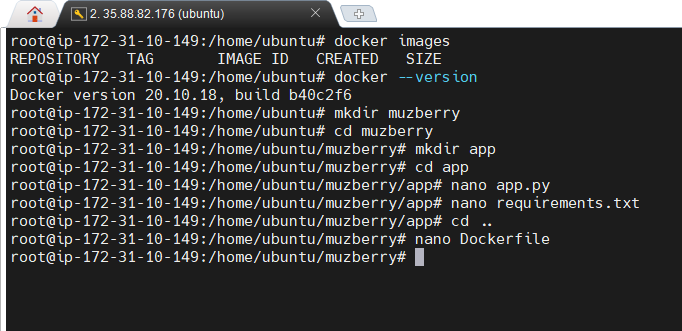 2. 35.88.82.176 (ubuntu)
root@ip-172-31-10-149:/home/ubuntu# docker images
REPOSITORY   TAG       IMAGE ID   CREATED   SIZE
root@ip-172-31-10-149:/home/ubuntu# docker --version
Docker version 20.10.18, build b40c2f6
root@ip-172-31-10-149:/home/ubuntu# mkdir muzberry
root@ip-172-31-10-149:/home/ubuntu# cd muzberry
root@ip-172-31-10-149:/home/ubuntu/muzberry# mkdir app
root@ip-172-31-10-149:/home/ubuntu/muzberry# cd app
root@ip-172-31-10-149:/home/ubuntu/muzberry/app# nano app.py
root@ip-172-31-10-149:/home/ubuntu/muzberry/app# nano requirements.txt
root@ip-172-31-10-149:/home/ubuntu/muzberry/app# cd ..
root@ip-172-31-10-149:/home/ubuntu/muzberry# nano Dockerfile
root@ip-172-31-10-149:/home/ubuntu/muzberry#